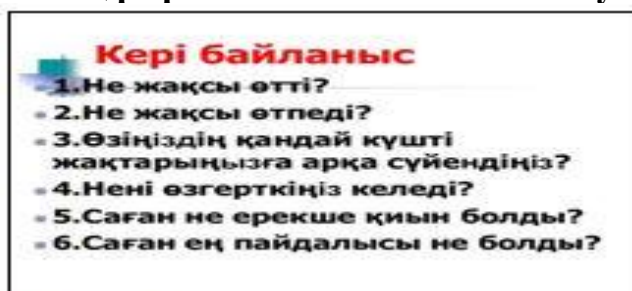 Кері байланыс
1.Не жақсы өтті?
2.Не жақсы өтпеді?
3.Өзіңіздің қандай күшті
жақтарыңызға арқа сүйендіңіз?
4.Нені өзгерткіңіз келеді?
5.Саған не ерекше қиын болды?
6.Саған ең пайдалысы не болды?